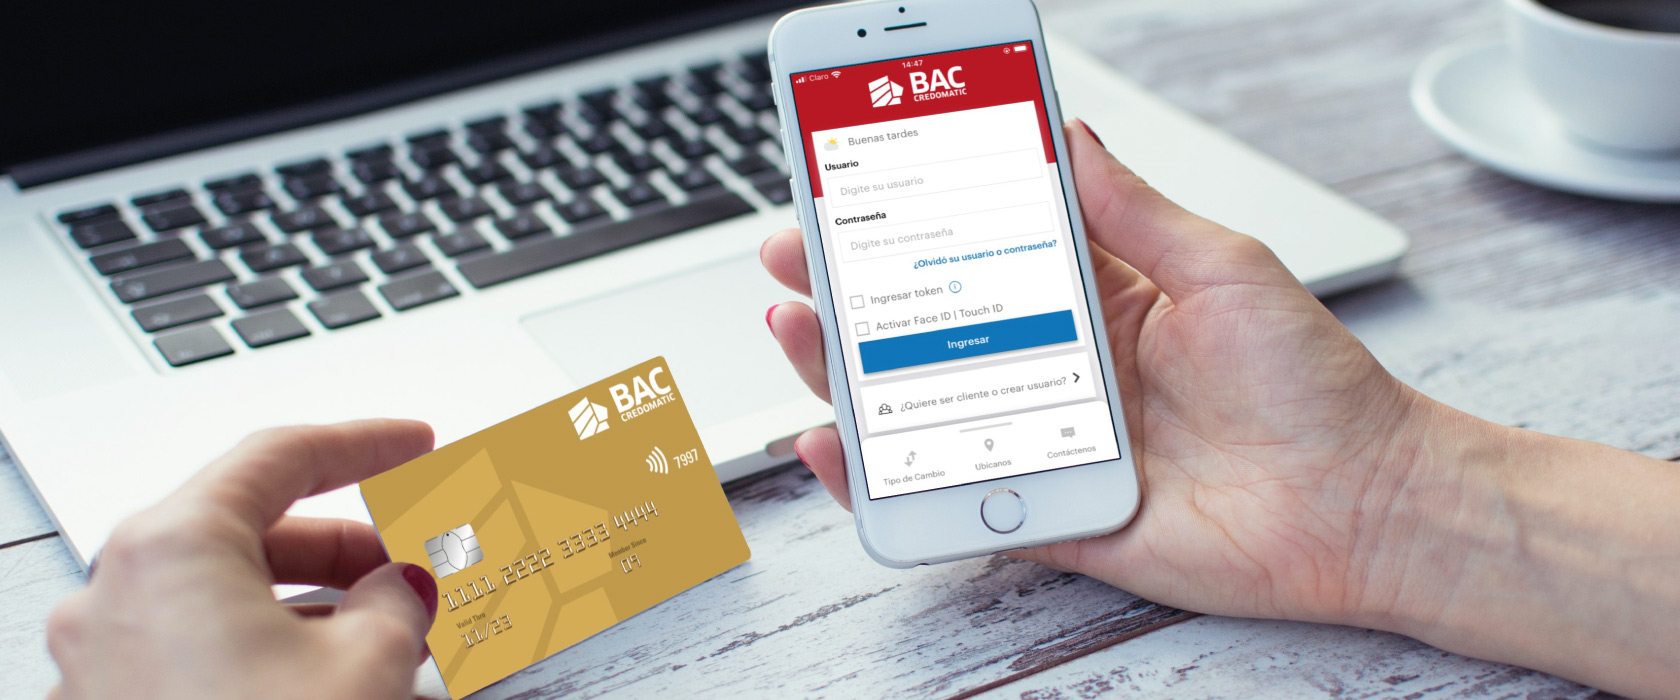 Claro
14:47
BAC
CREDOMATIC
Buenas tardes
Usuario
Digite su usuario
Contraseña
Digite su contraseña
¿Olvidó su usuario o contraseña?
Ingresar token
Activar Face ID | Touch ID
Ingresar
¿Quiere ser cliente o crear usuario?
Tipo de Cambio
Ubicanos
Contáctenos
BAC
CREDOMATIC
7997
1111 2222 3333 4444
Member Since
09
Valid Thru
11/23